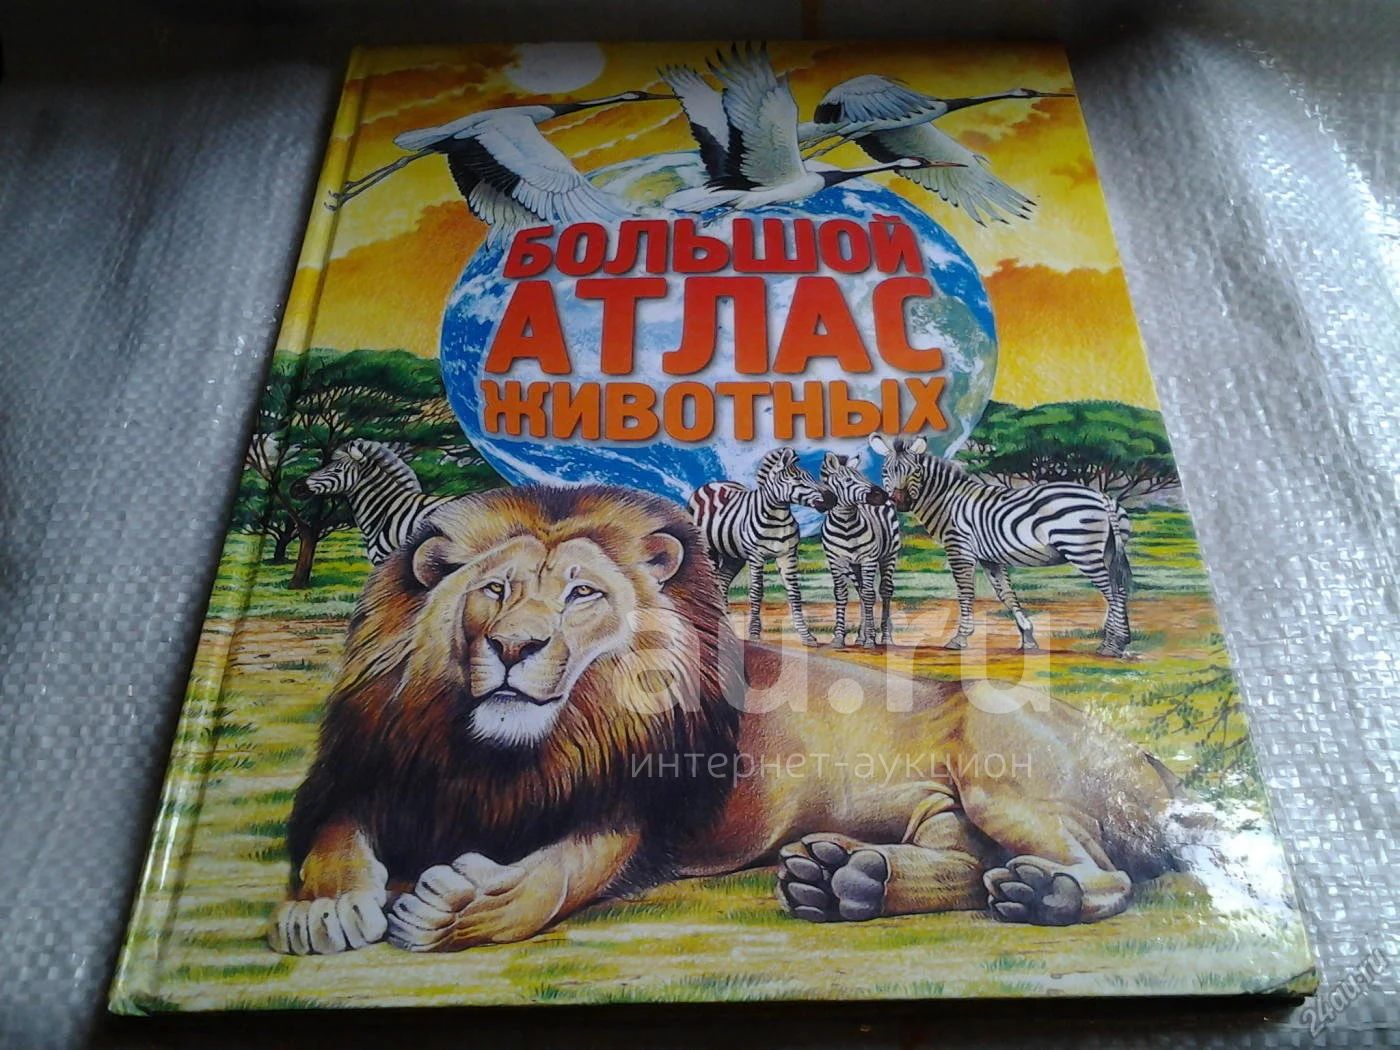 БОЛЬШОЙ
АТЛАС
ЖИВОТНЫХ
au.ru
интернет-аукцион
24au.ru